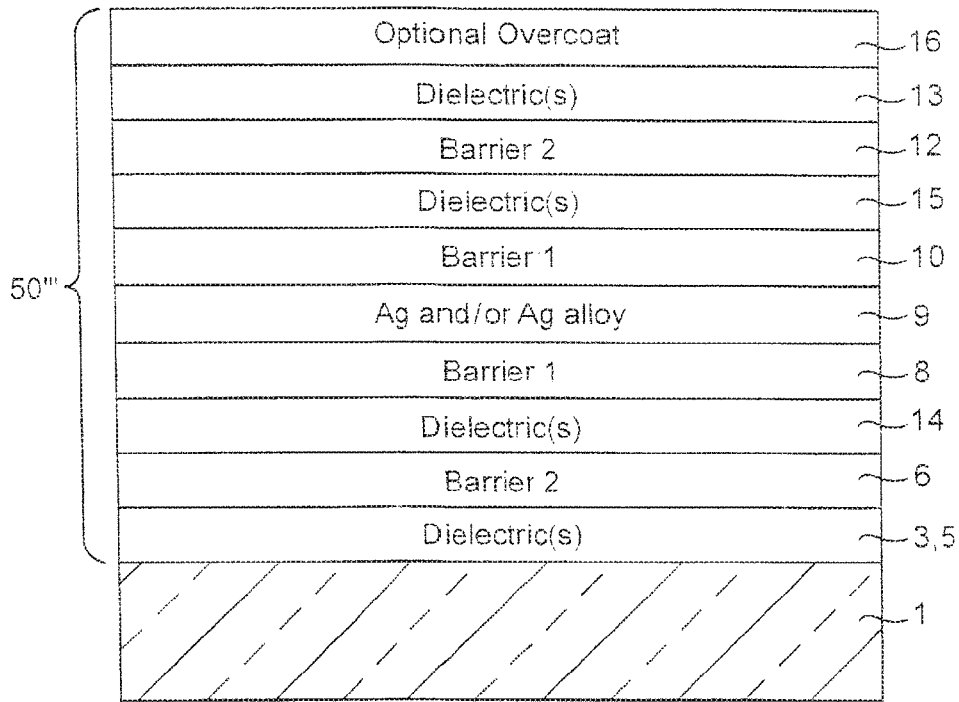 Optional Overcoat 16
Dielectric(s) 13
Barrier 2 12
Dielectric(s) 15
Barrier 1 10
50''' Ag and/or Ag alloy 9
Barrier 1 8
Dielectric(s) 14
Barrier 2 6
Dielectric(s) 3,5
1